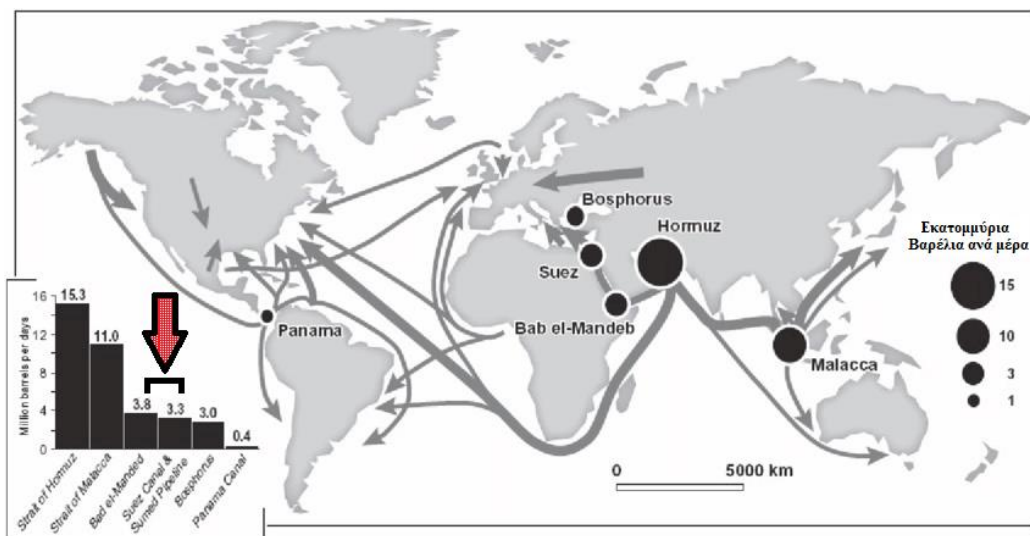 Bosphorus
Hormuz
Suez
Bab el-Mandeb
Panama
Malacca
0 5000 km
Εκατομμύρια
Βαρέλια ανά μέρα
15
10
3
1
Million barrels per days
16
12
8
4
0
15.3
11.0
3.8
3.3
3.0
0.4
Strait of Hormuz
Strait of Malacca
Bad el-Manded
Suez Canal &
Sumed Pipeline
Bosphorus
Panama Canal